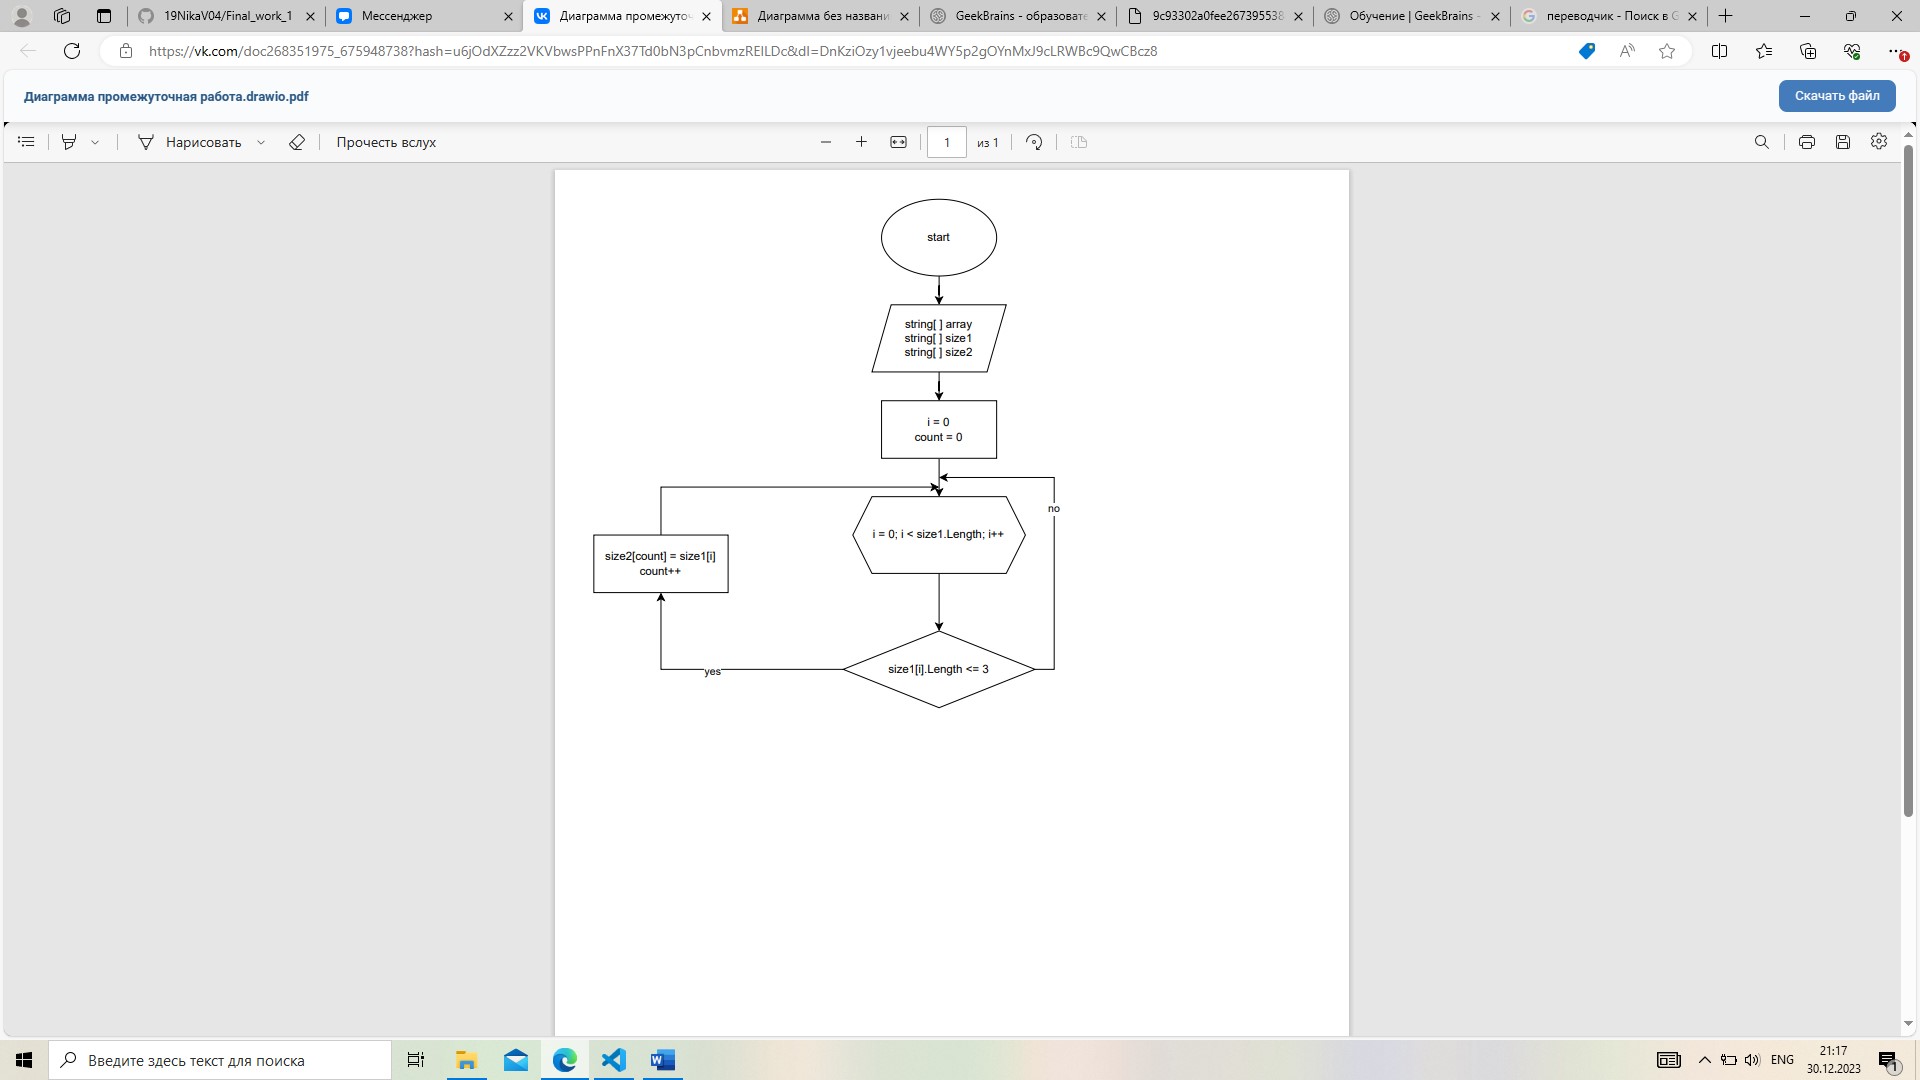 19NikaV04/Final_work_1
Мессенджер
Диаграмма промежуто
Диаграмма без названи
GeekBrains - образовате
9c93302a0fee267395538
Обучение | GeekBrains -
переводчик - Поиск в G
https://vk.com/doc268351975_675948738?hash=u6jOdXZzz2VKVbwsPPnFnX37Td0bN3pCnbvmzREILDc&dl=DnKziOzy1vjeebu4WY5p2gOYnMxJ9cLRWBc9QwCBcz8
Диаграмма промежуточная работа.drawio.pdf
Скачать файл
Нарисовать
Прочесть вслух
1
из 1
start
string[ ] array
string[ ] size1
string[ ] size2
i = 0
count = 0
no
i = 0; i < size1.Length; i++
size2[count] = size1[i]
count++
size1[i].Length <= 3
yes
Введите здесь текст для поиска
ENG
21:17
30.12.2023
1